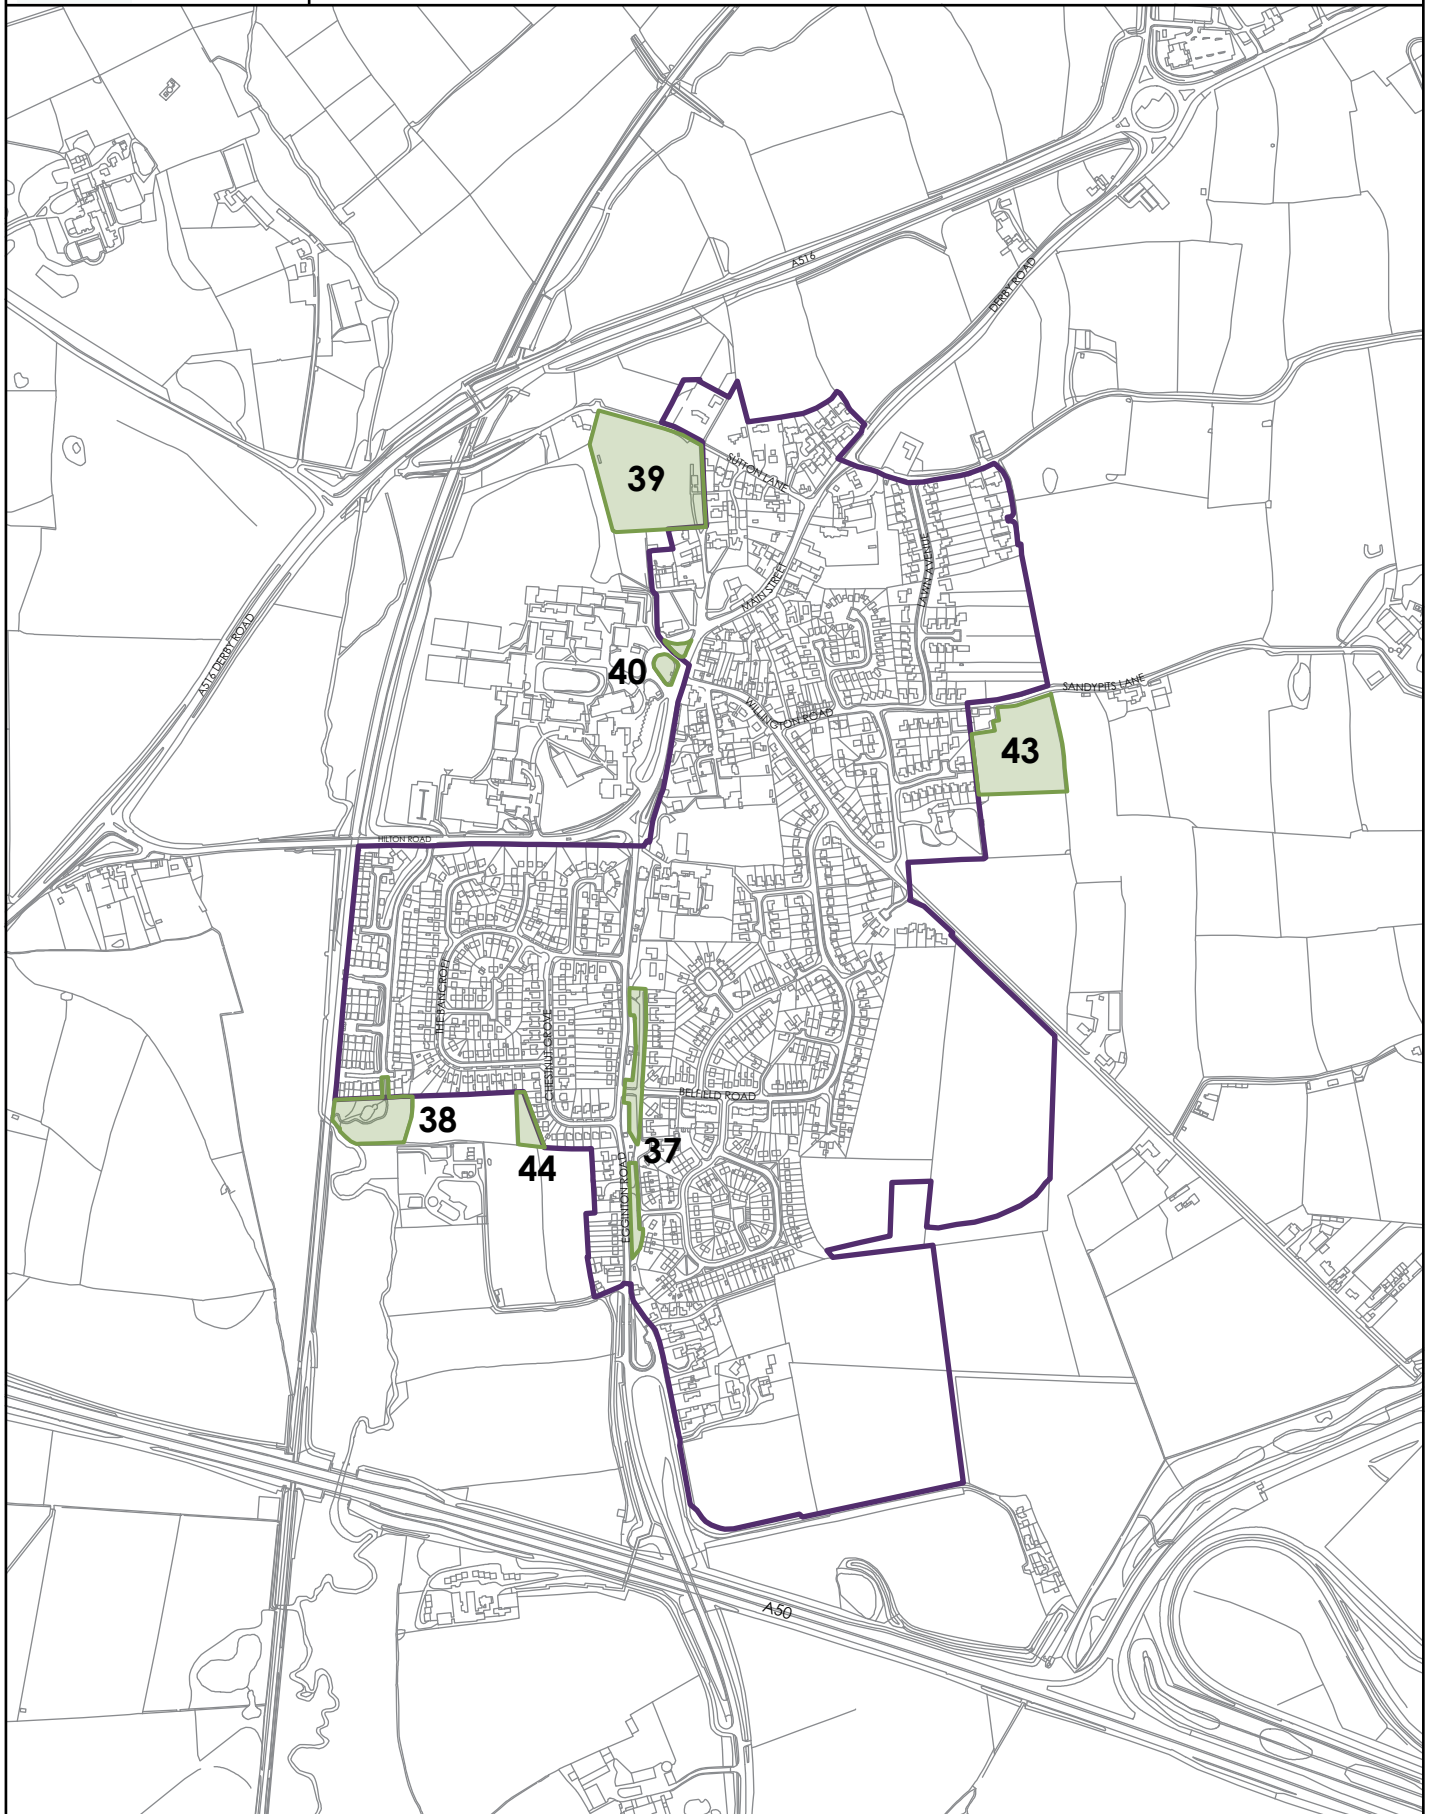 A516
DERBY ROAD
39
SUTTON LANE
LAWN AVENUE
MAIN STREET
A516 DERBY ROAD
40
SANDYPITS LANE
WILLINGTON ROAD
43
HILTON ROAD
THE BANCROFT
CHESTNUT GROVE
BELFIELD ROAD
38
37
44
EGGINTON ROAD
A50